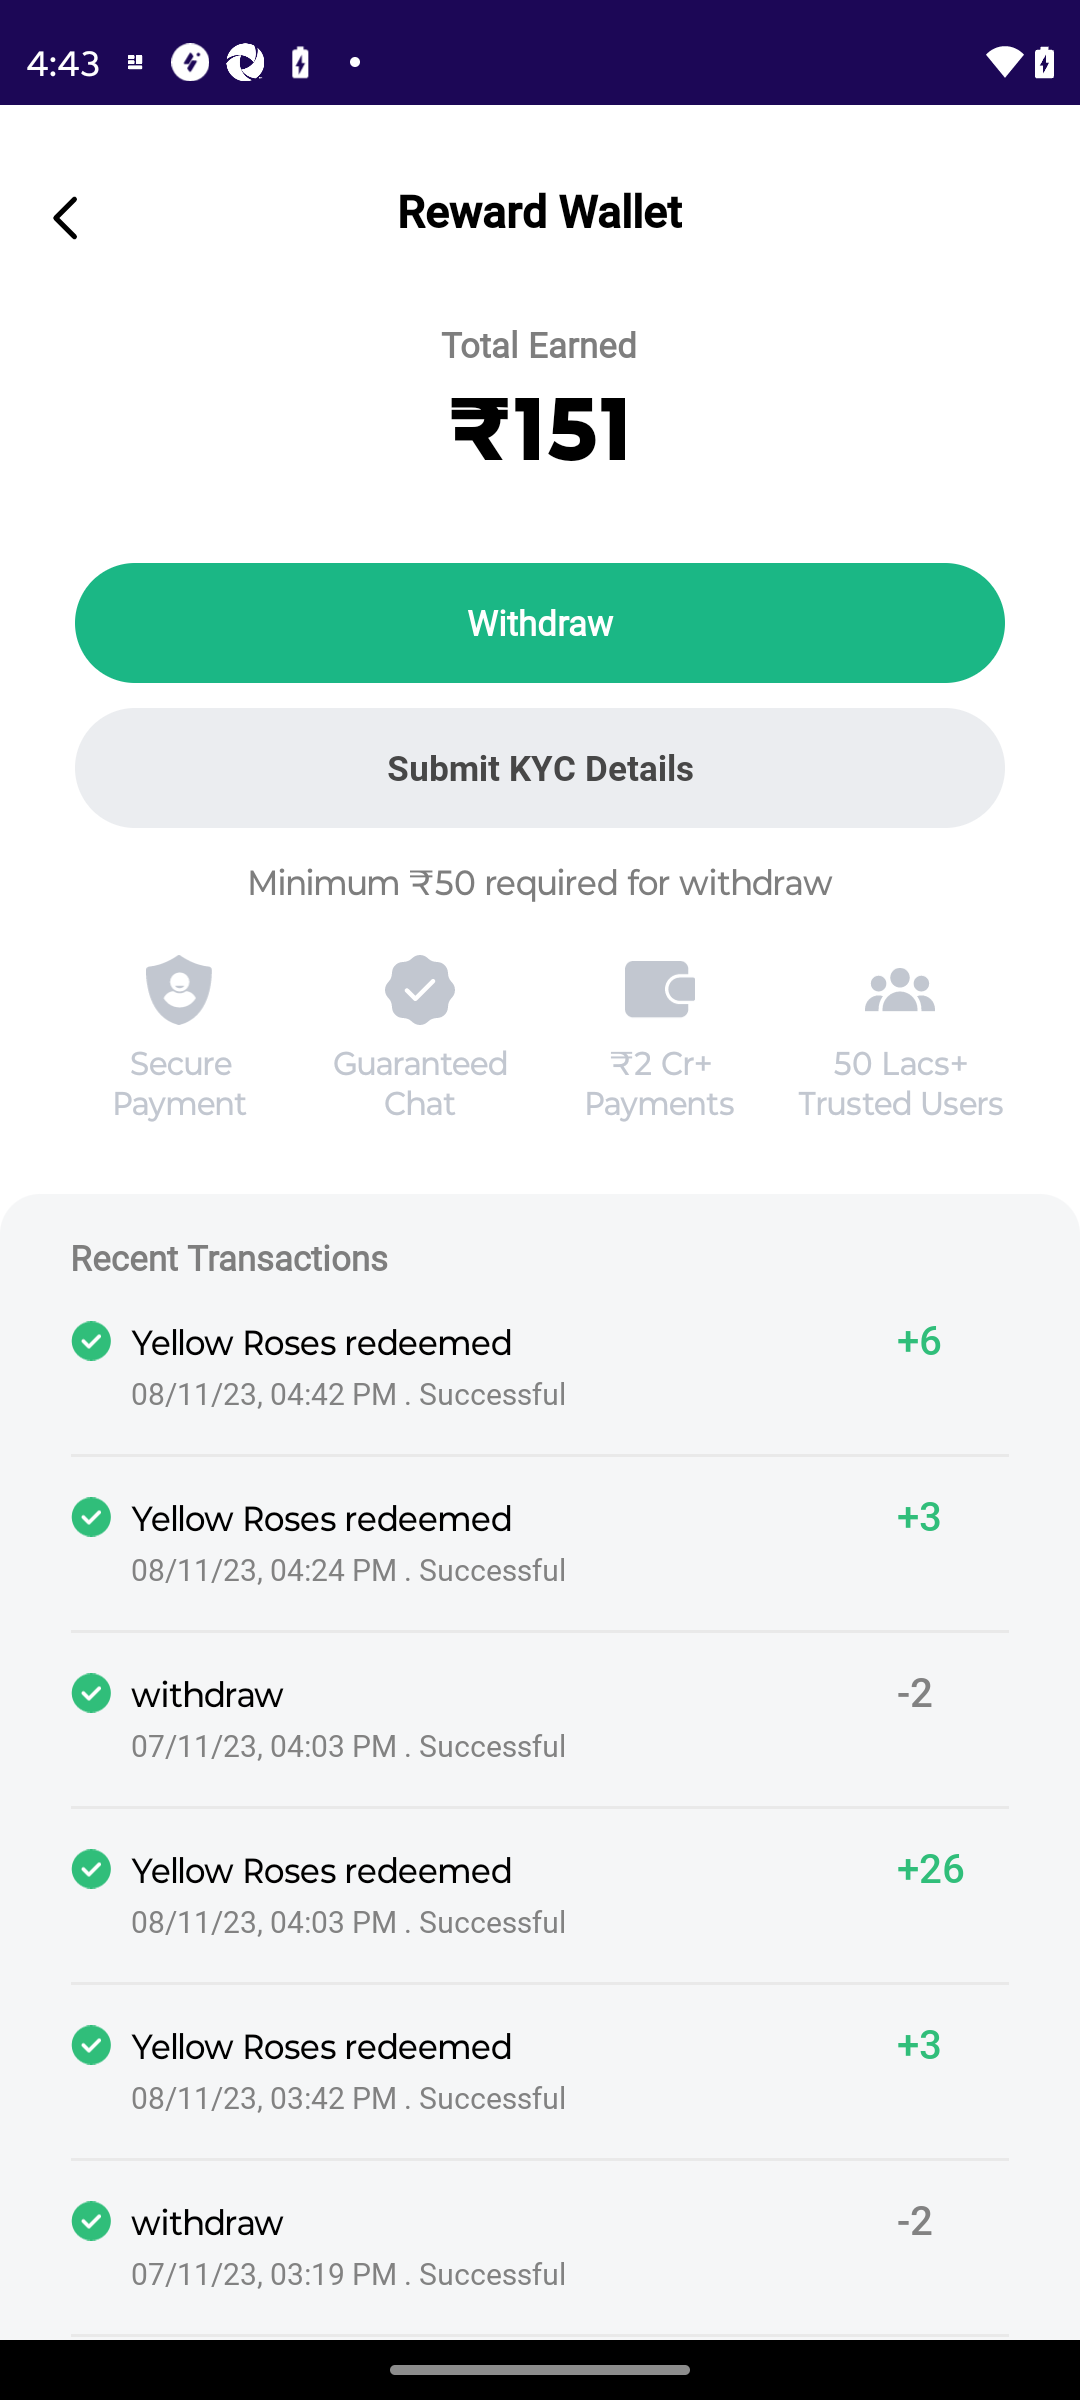 4:43
Reward Wallet
Total Earned
₹151
Withdraw
Submit KYC Details
Minimum ₹50 required for withdraw
Secure
Payment
Guaranteed
Chat
₹2 Cr+
Payments
50 Lacs+
Trusted Users
Recent Transactions
Yellow Roses redeemed +6
08/11/23, 04:42 PM . Successful
Yellow Roses redeemed +3
08/11/23, 04:24 PM . Successful
withdraw -2
07/11/23, 04:03 PM . Successful
Yellow Roses redeemed +26
08/11/23, 04:03 PM . Successful
Yellow Roses redeemed +3
08/11/23, 03:42 PM . Successful
withdraw -2
07/11/23, 03:19 PM . Successful